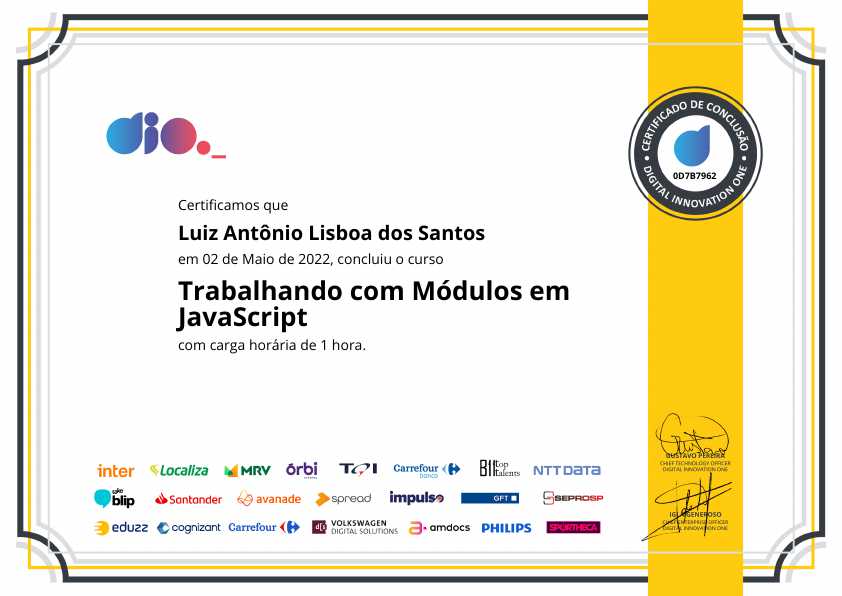 dio._
CERTIFICADO DE CONCLUSÃO
0D7B7962
DIGITAL INNOVATION ONE
Certificamos que
Luiz Antônio Lisboa dos Santos
em 02 de Maio de 2022, concluiu o curso
Trabalhando com Módulos em
JavaScript
com carga horária de 1 hora.
GUSTAVO PEREIRA
CHIEF TECHNOLOGY OFFICER
DIGITAL INNOVATION ONE
inter Localiza MRV órbi TQI Carrefour banco Top Talents NTT DATA
blip Santander avanade spread impulso GFT SEPROSP
eduzz cognizant Carrefour VOLKSWAGEN DIGITAL SOLUTIONS amdocs PHILIPS SPORTHECA
DIGITAL INNOVATION ONE